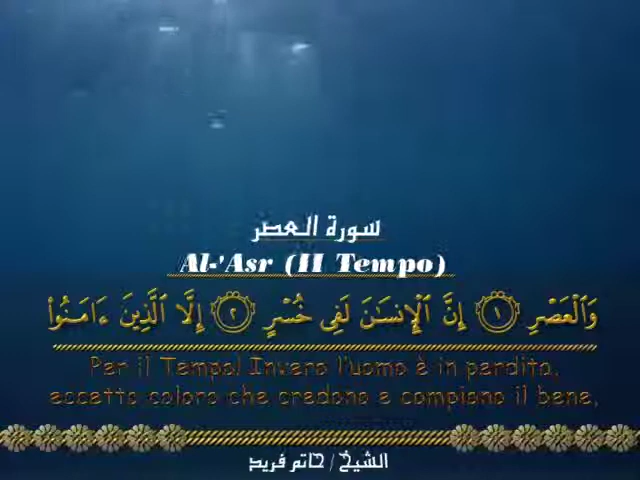 سورة العصر
Al-'Asr (Il Tempo)
وَٱلْعَصْرِ ۝١ إِنَّ ٱلْإِنسَـٰنَ لَفِى خُسْرٍ ۝٢ إِلَّا ٱلَّذِينَ ءَامَنُوا۟
Per il Tempo! Invero l'uomo è in perdita,
eccetto coloro che credono e compiono il bene,
الشيخ / حاتم فريد